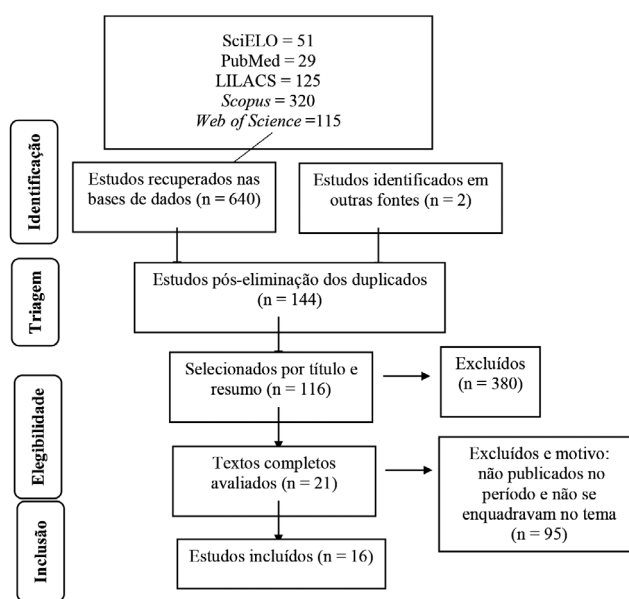 SciELO = 51
PubMed = 29
LILACS = 125
Scopus = 320
Web of Science =115
Identificação
Estudos recuperados nas
bases de dados (n = 640)
Estudos identificados em
outras fontes (n = 2)
Triagem
Estudos pós-eliminação dos duplicados
(n = 144)
Elegibilidade
Selecionados por título e
resumo (n = 116)
Excluídos
(n = 380)
Textos completos
avaliados (n = 21)
Excluídos e motivo:
não publicados no
período e não se
enquadravam no tema
(n = 95)
Inclusão
Estudos incluídos (n = 16)